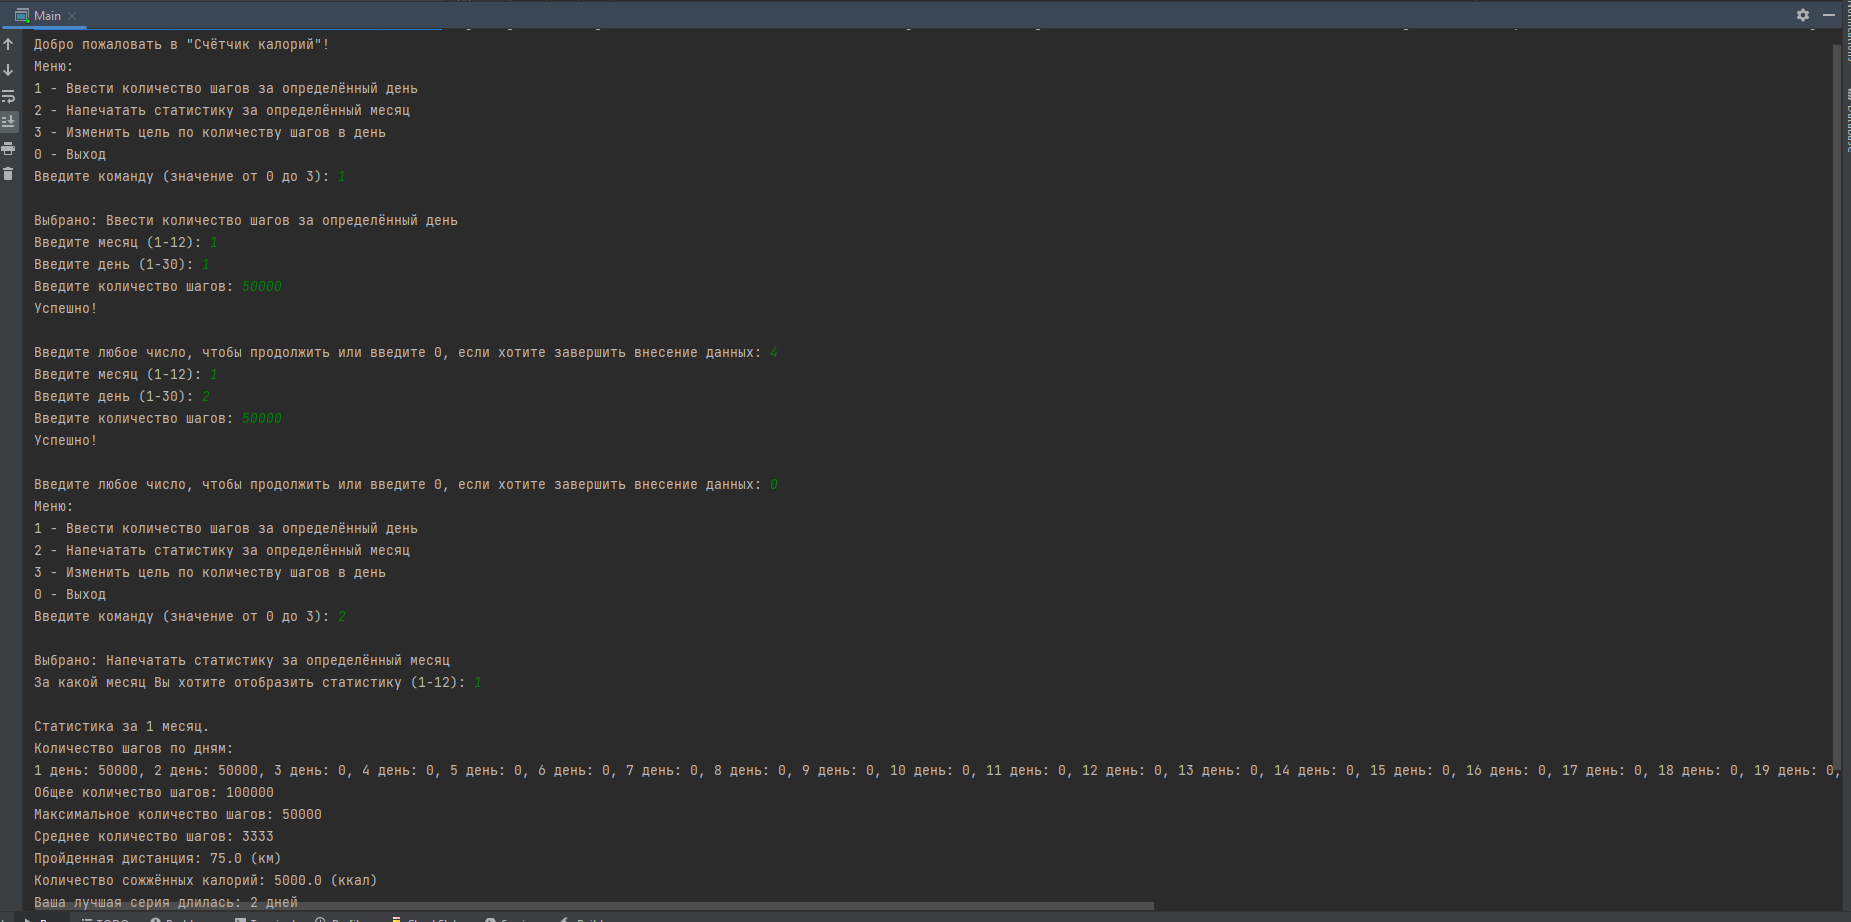 Main
Добро пожаловать в "Счётчик калорий"!
Меню:
1 - Ввести количество шагов за определённый день
2 - Напечатать статистику за определённый месяц
3 - Изменить цель по количеству шагов в день
0 - Выход
Введите команду (значение от 0 до 3): 1
Выбрано: Ввести количество шагов за определённый день
Введите месяц (1-12): 1
Введите день (1-30): 1
Введите количество шагов: 50000
Успешно!
Введите любое число, чтобы продолжить или введите 0, если хотите завершить внесение данных: 4
Введите месяц (1-12): 1
Введите день (1-30): 2
Введите количество шагов: 50000
Успешно!
Введите любое число, чтобы продолжить или введите 0, если хотите завершить внесение данных: 0
Меню:
1 - Ввести количество шагов за определённый день
2 - Напечатать статистику за определённый месяц
3 - Изменить цель по количеству шагов в день
0 - Выход
Введите команду (значение от 0 до 3): 2
Выбрано: Напечатать статистику за определённый месяц
За какой месяц Вы хотите отобразить статистику (1-12): 1
Статистика за 1 месяц.
Количество шагов по дням:
1 день: 50000, 2 день: 50000, 3 день: 0, 4 день: 0, 5 день: 0, 6 день: 0, 7 день: 0, 8 день: 0, 9 день: 0, 10 день: 0, 11 день: 0, 12 день: 0, 13 день: 0, 14 день: 0, 15 день: 0, 16 день: 0, 17 день: 0, 18 день: 0, 19 день: 0,
Общее количество шагов: 100000
Максимальное количество шагов: 50000
Среднее количество шагов: 3333
Пройденная дистанция: 75.0 (км)
Количество сожжённых калорий: 5000.0 (ккал)
Ваша лучшая серия длилась: 2 дней